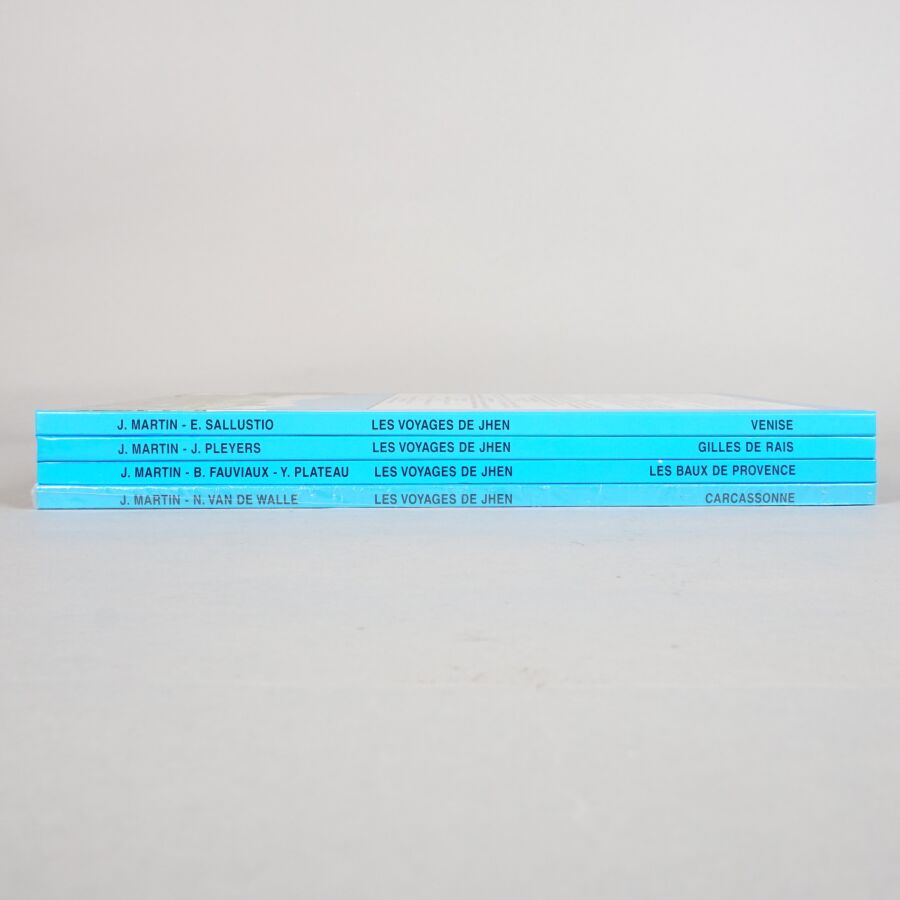 J. MARTIN - E. SALLUSTIO LES VOYAGES DE JHEN VENISE
J. MARTIN - J. PLEYERS LES VOYAGES DE JHEN GILLES DE RAIS
J. MARTIN - B. FAUVIAUX - Y. PLATEAU LES VOYAGES DE JHEN LES BAUX DE PROVENCE
J. MARTIN - N. VAN DE WALLE LES VOYAGES DE JHEN CARCASSONNE